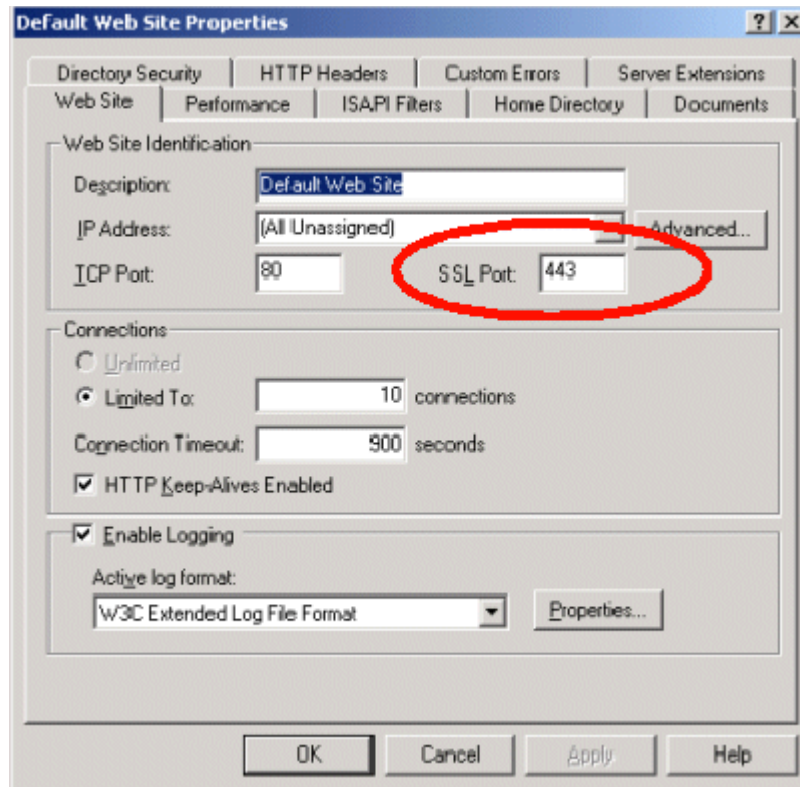 Default Web Site Properties
Directory Security HTTP Headers Custom Errors Server Extensions
Web Site Performance ISAPI Filters Home Directory Documents
Web Site Identification
Description: Default Web Site
IP Address: (All Unassigned) Advanced...
TCP Port: 80 SSL Port: 443
Connections
Unlimited
Limited To: 10 connections
Connection Timeout: 900 seconds
HTTP Keep-Alives Enabled
Enable Logging
Active log format:
W3C Extended Log File Format Properties...
OK Cancel Apply Help